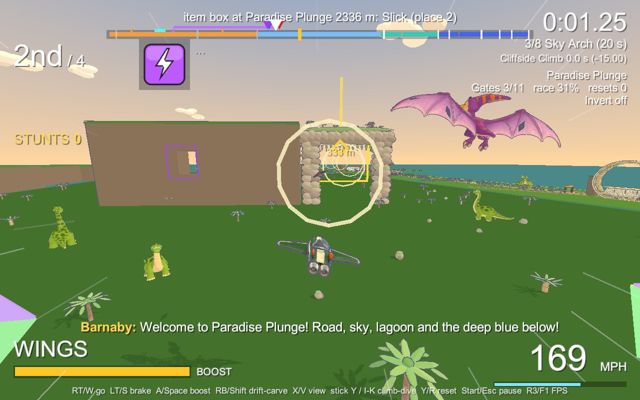 item box at Paradise Plunge 2336 m: Slick (place 2)
0:01.25
2nd / 4
3/8 Sky Arch (20 s)
Cliffside Climb 0.0 s (-15.00)
Paradise Plunge
Gates 3/11 race 31% resets 0
Invert off
STUNTS 0
333 m
Barnaby: Welcome to Paradise Plunge! Road, sky, lagoon and the deep blue below!
WINGS
BOOST
169 MPH
RT/W go LT/S brake A/Space boost RB/Shift drift-carve X/V view stick Y / I-K climb-dive Y/R reset Start/Esc pause R3/F1 FPS